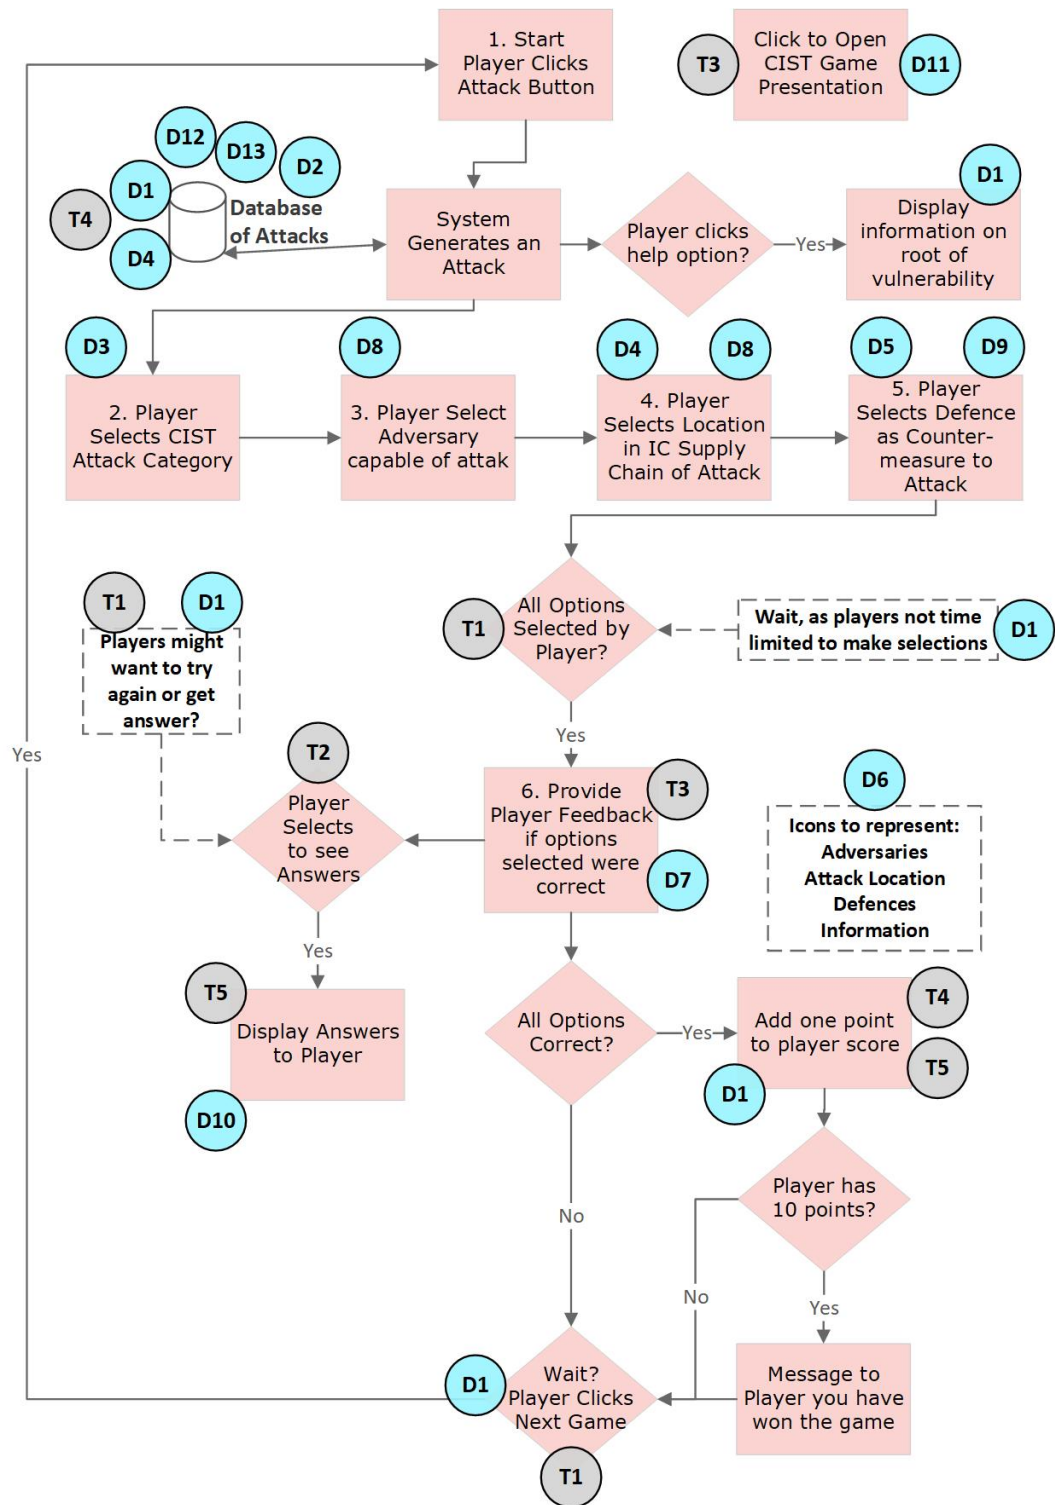 1. Start
Player Clicks
Attack Button
T3
Click to Open
CIST Game
Presentation
D11
D12
D13
D2
D1
T4
D4
Database
of Attacks
System
Generates an
Attack
Player clicks
help option?
Yes
D1
Display
information on
root of
vulnerability
D3
2. Player
Selects CIST
Attack Category
D8
3. Player Select
Adversary
capable of attak
D4
D8
4. Player
Selects Location
in IC Supply
Chain of Attack
D5
D9
5. Player
Selects Defence
as Counter-
measure to
Attack
T1
D1
Players might
want to try
again or get
answer?
T1
All Options
Selected by
Player?
Wait, as players not time
limited to make selections
D1
Yes
Yes
T2
Player
Selects
to see
Answers
6. Provide
Player Feedback
if options
selected were
correct
T3
D7
D6
Icons to represent:
Adversaries
Attack Location
Defences
Information
Yes
T5
Display Answers
to Player
D10
All Options
Correct?
Yes
Add one point
to player score
T4
T5
D1
Player has
10 points?
No
No
Yes
D1
Wait?
Player Clicks
Next Game
T1
Message to
Player you have
won the game